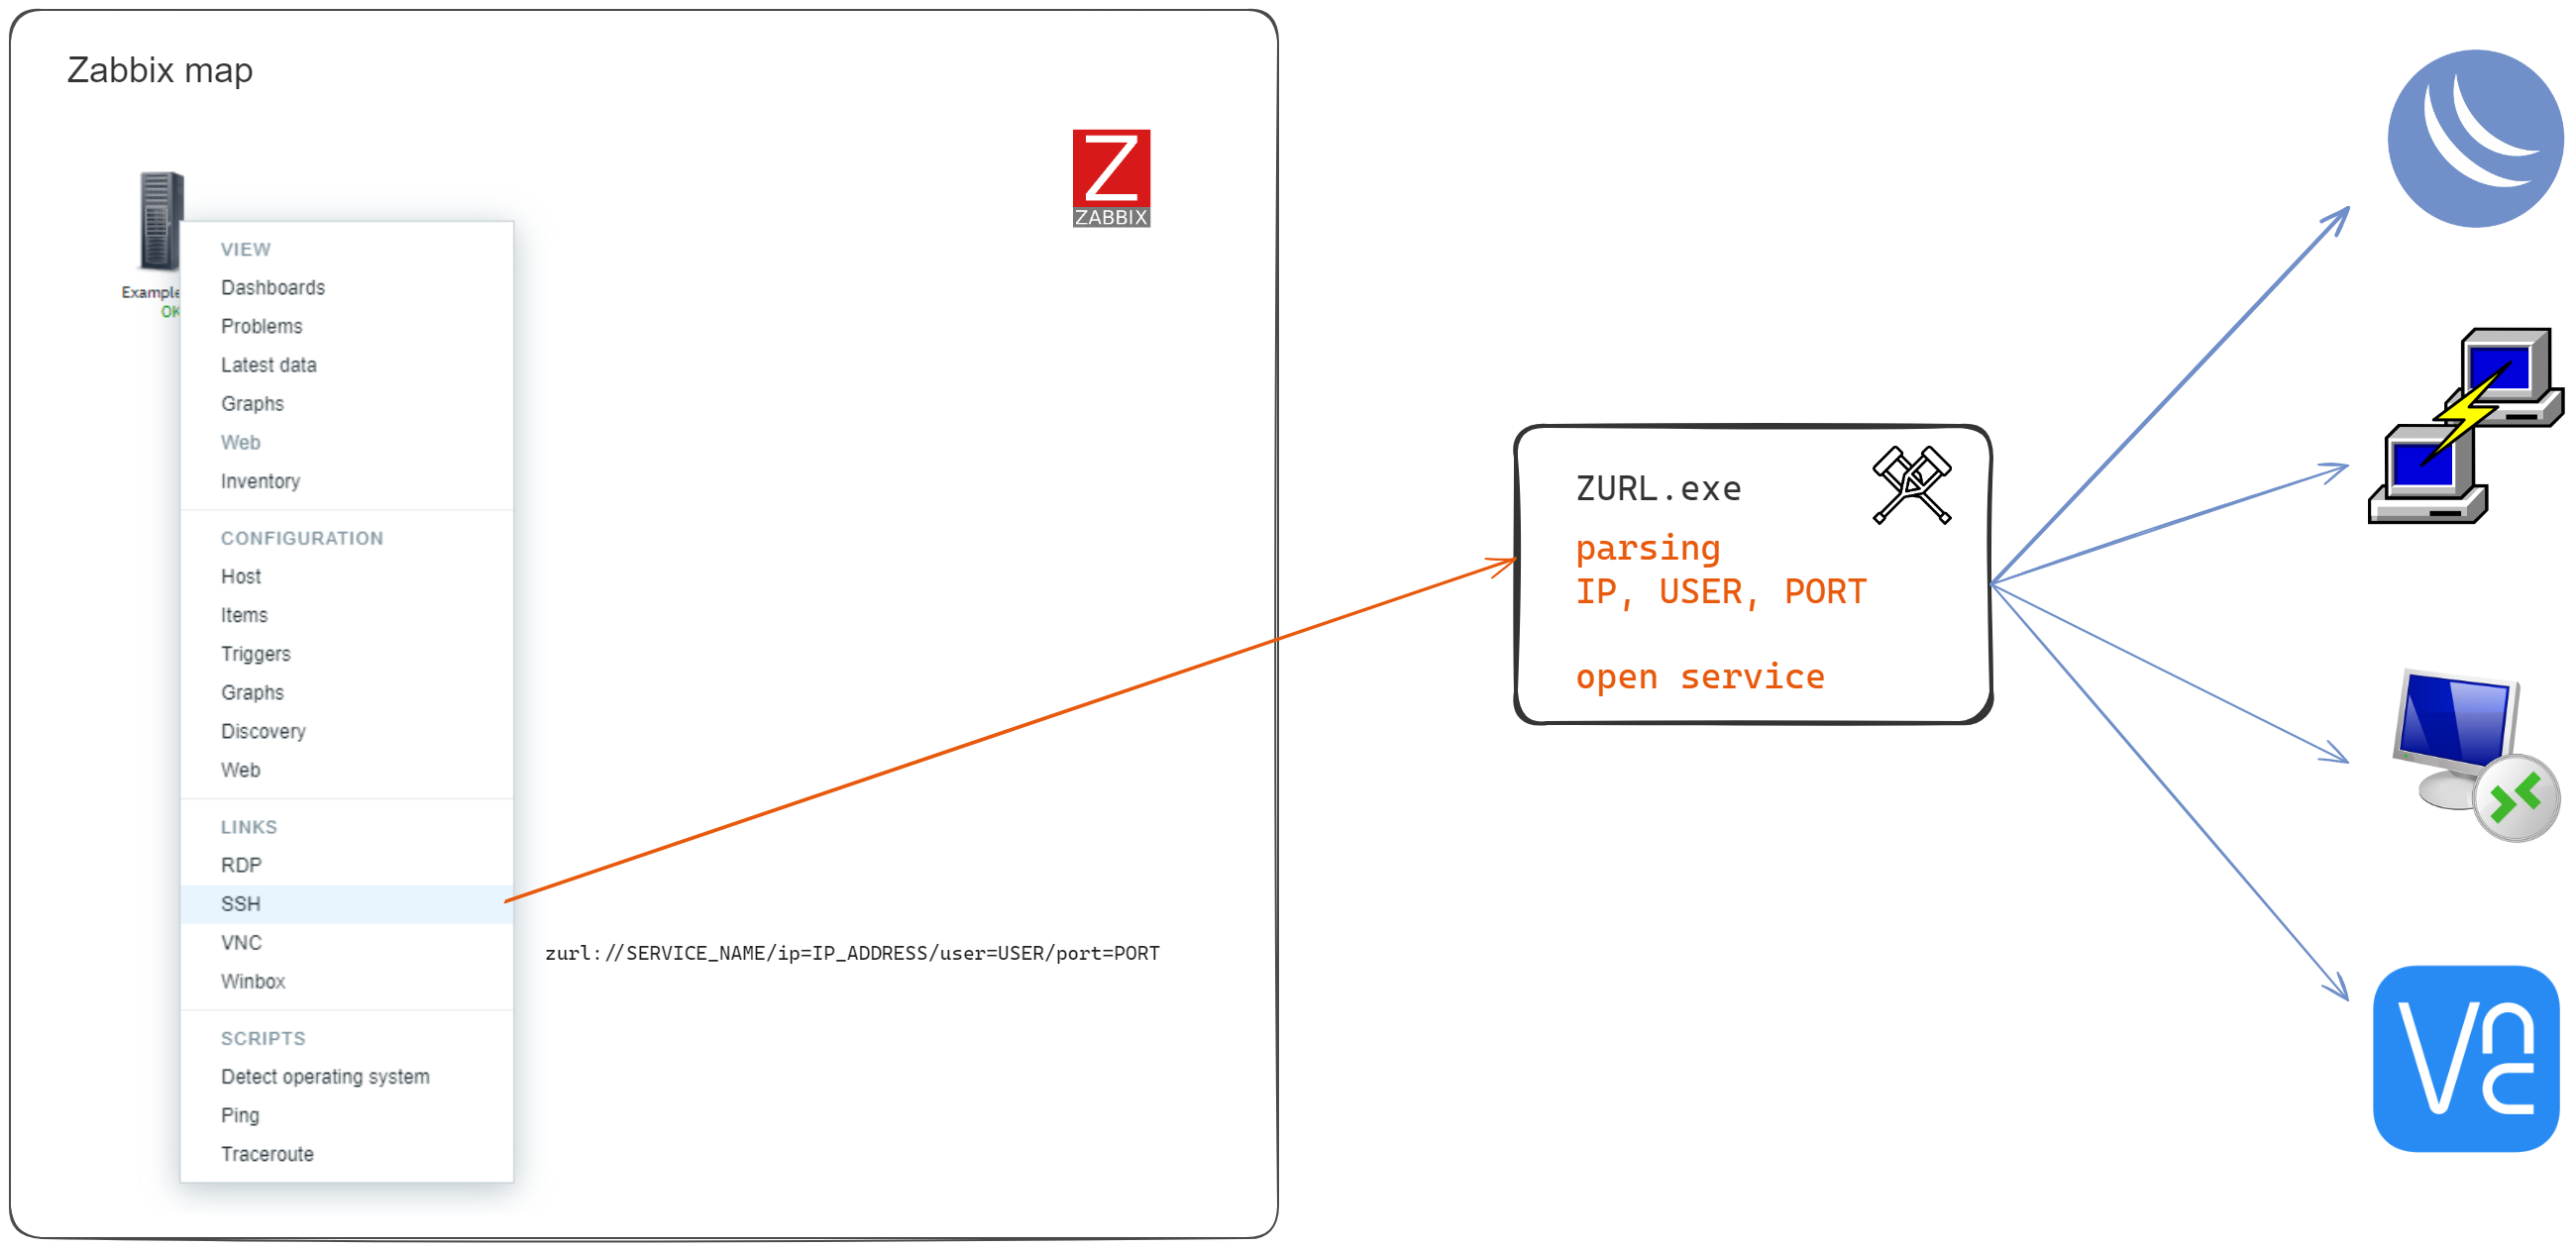 Zabbix map
ZABBIX
Example
OK
VIEW
Dashboards
Problems
Latest data
Graphs
Web
Inventory
CONFIGURATION
Host
Items
Triggers
Graphs
Discovery
Web
LINKS
RDP
SSH
VNC
Winbox
SCRIPTS
Detect operating system
Ping
Traceroute
zurl://SERVICE_NAME/ip=IP_ADDRESS/user=USER/port=PORT
ZURL.exe
parsing
IP, USER, PORT
open service
Vnc